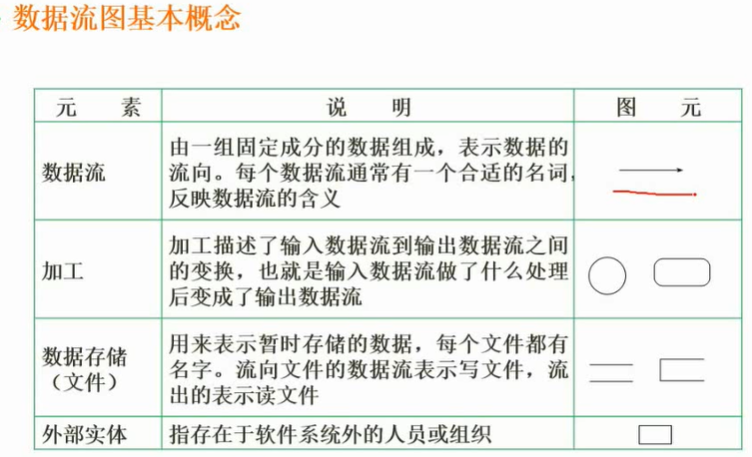 数据流图基本概念
元 素 说 明 图 元
数据流
由一组固定成分的数据组成，表示数据的
流向。每个数据流通常有一个合适的名词，
反映数据流的含义
加工
加工描述了输入数据流到输出数据流之间
的变换，也就是输入数据流做了什么处理
后变成了输出数据流
数据存储
（文件）
用来表示暂时存储的数据，每个文件都有
名字。流向文件的数据流表示写文件，流
出的表示读文件
外部实体
指存在于软件系统外的人员或组织